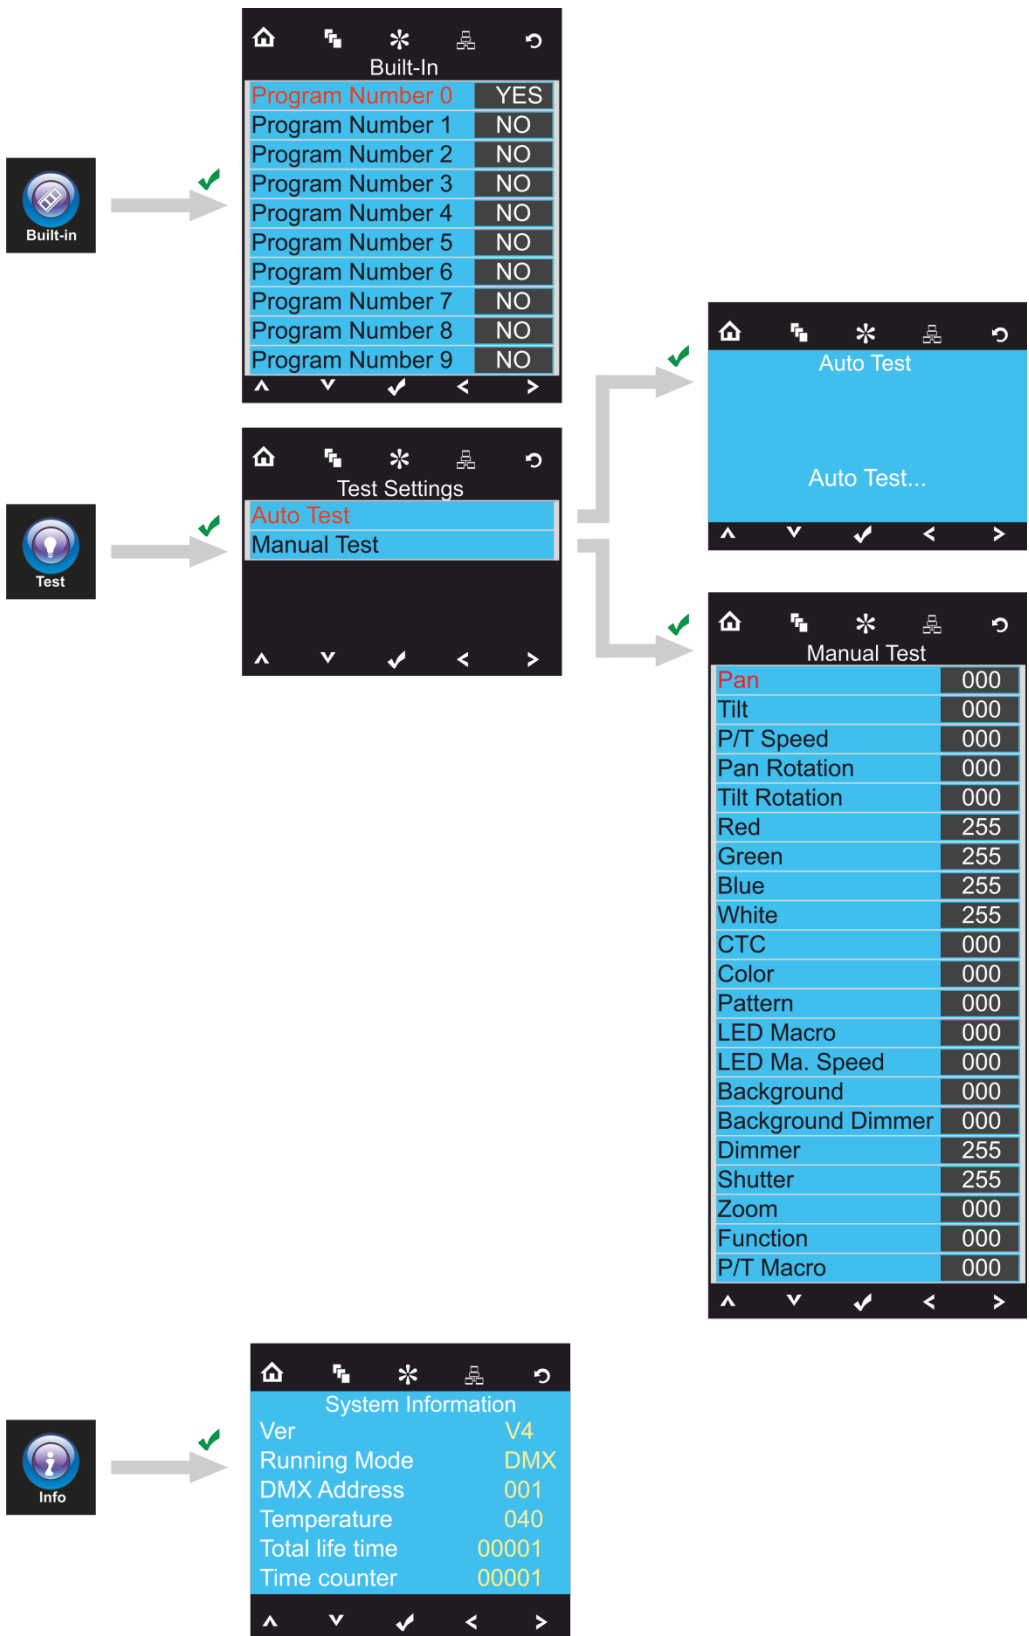 Built-in
Built-In
Program Number 0 YES
Program Number 1 NO
Program Number 2 NO
Program Number 3 NO
Program Number 4 NO
Program Number 5 NO
Program Number 6 NO
Program Number 7 NO
Program Number 8 NO
Program Number 9 NO
Test
Test Settings
Auto Test
Manual Test
Auto Test
Auto Test...
Manual Test
Pan 000
Tilt 000
P/T Speed 000
Pan Rotation 000
Tilt Rotation 000
Red 255
Green 255
Blue 255
White 255
CTC 000
Color 000
Pattern 000
LED Macro 000
LED Ma. Speed 000
Background 000
Background Dimmer 000
Dimmer 255
Shutter 255
Zoom 000
Function 000
P/T Macro 000
Info
System Information
Ver V4
Running Mode DMX
DMX Address 001
Temperature 040
Total life time 00001
Time counter 00001